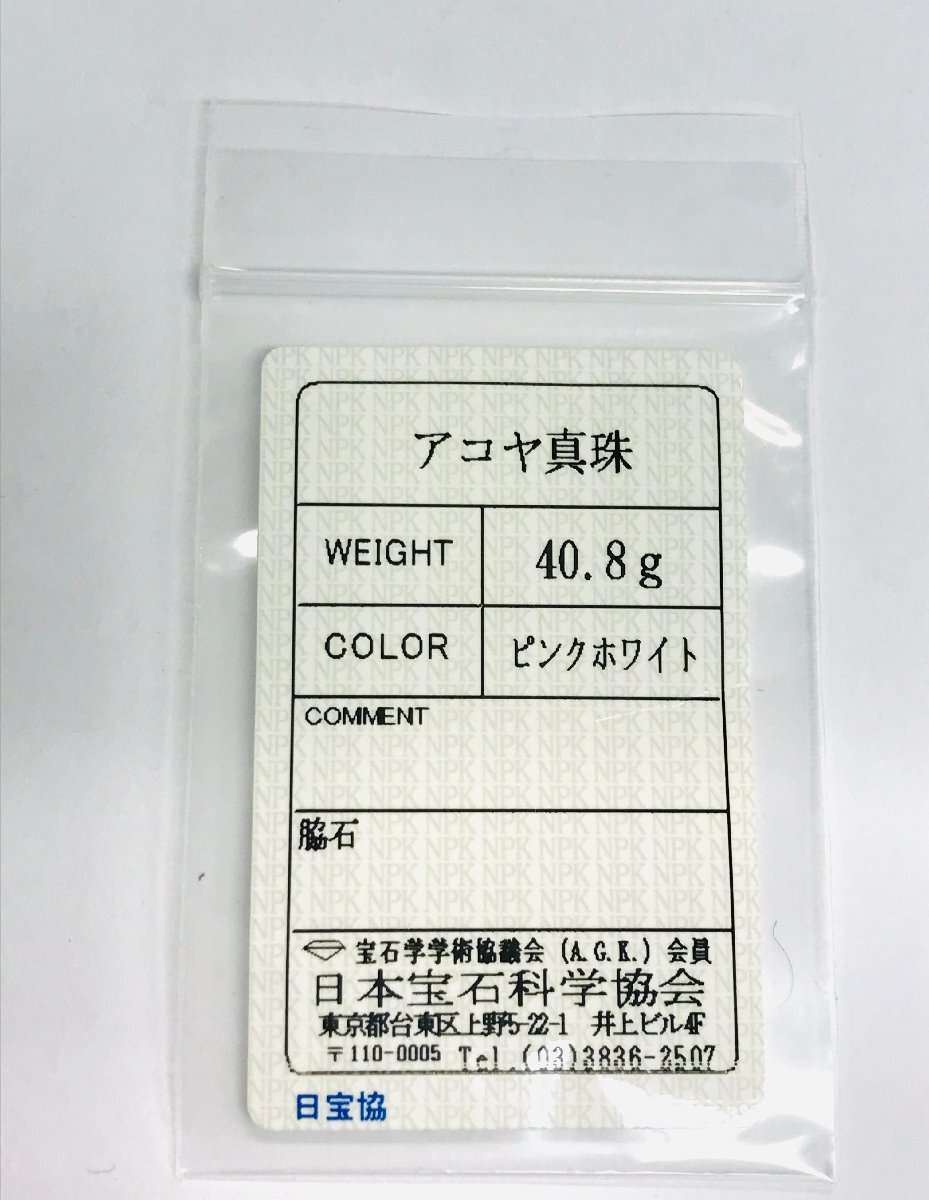 アコヤ真珠
WEIGHT 40.8g
COLOR ピンクホワイト
COMMENT
脇石
宝石学学術協議会 (A.G.K.) 会員
日本宝石科学協会
東京都台東区上野5-22-1 井上ビル4F
〒110-0005 Tel.(03)3836-2507
日宝協